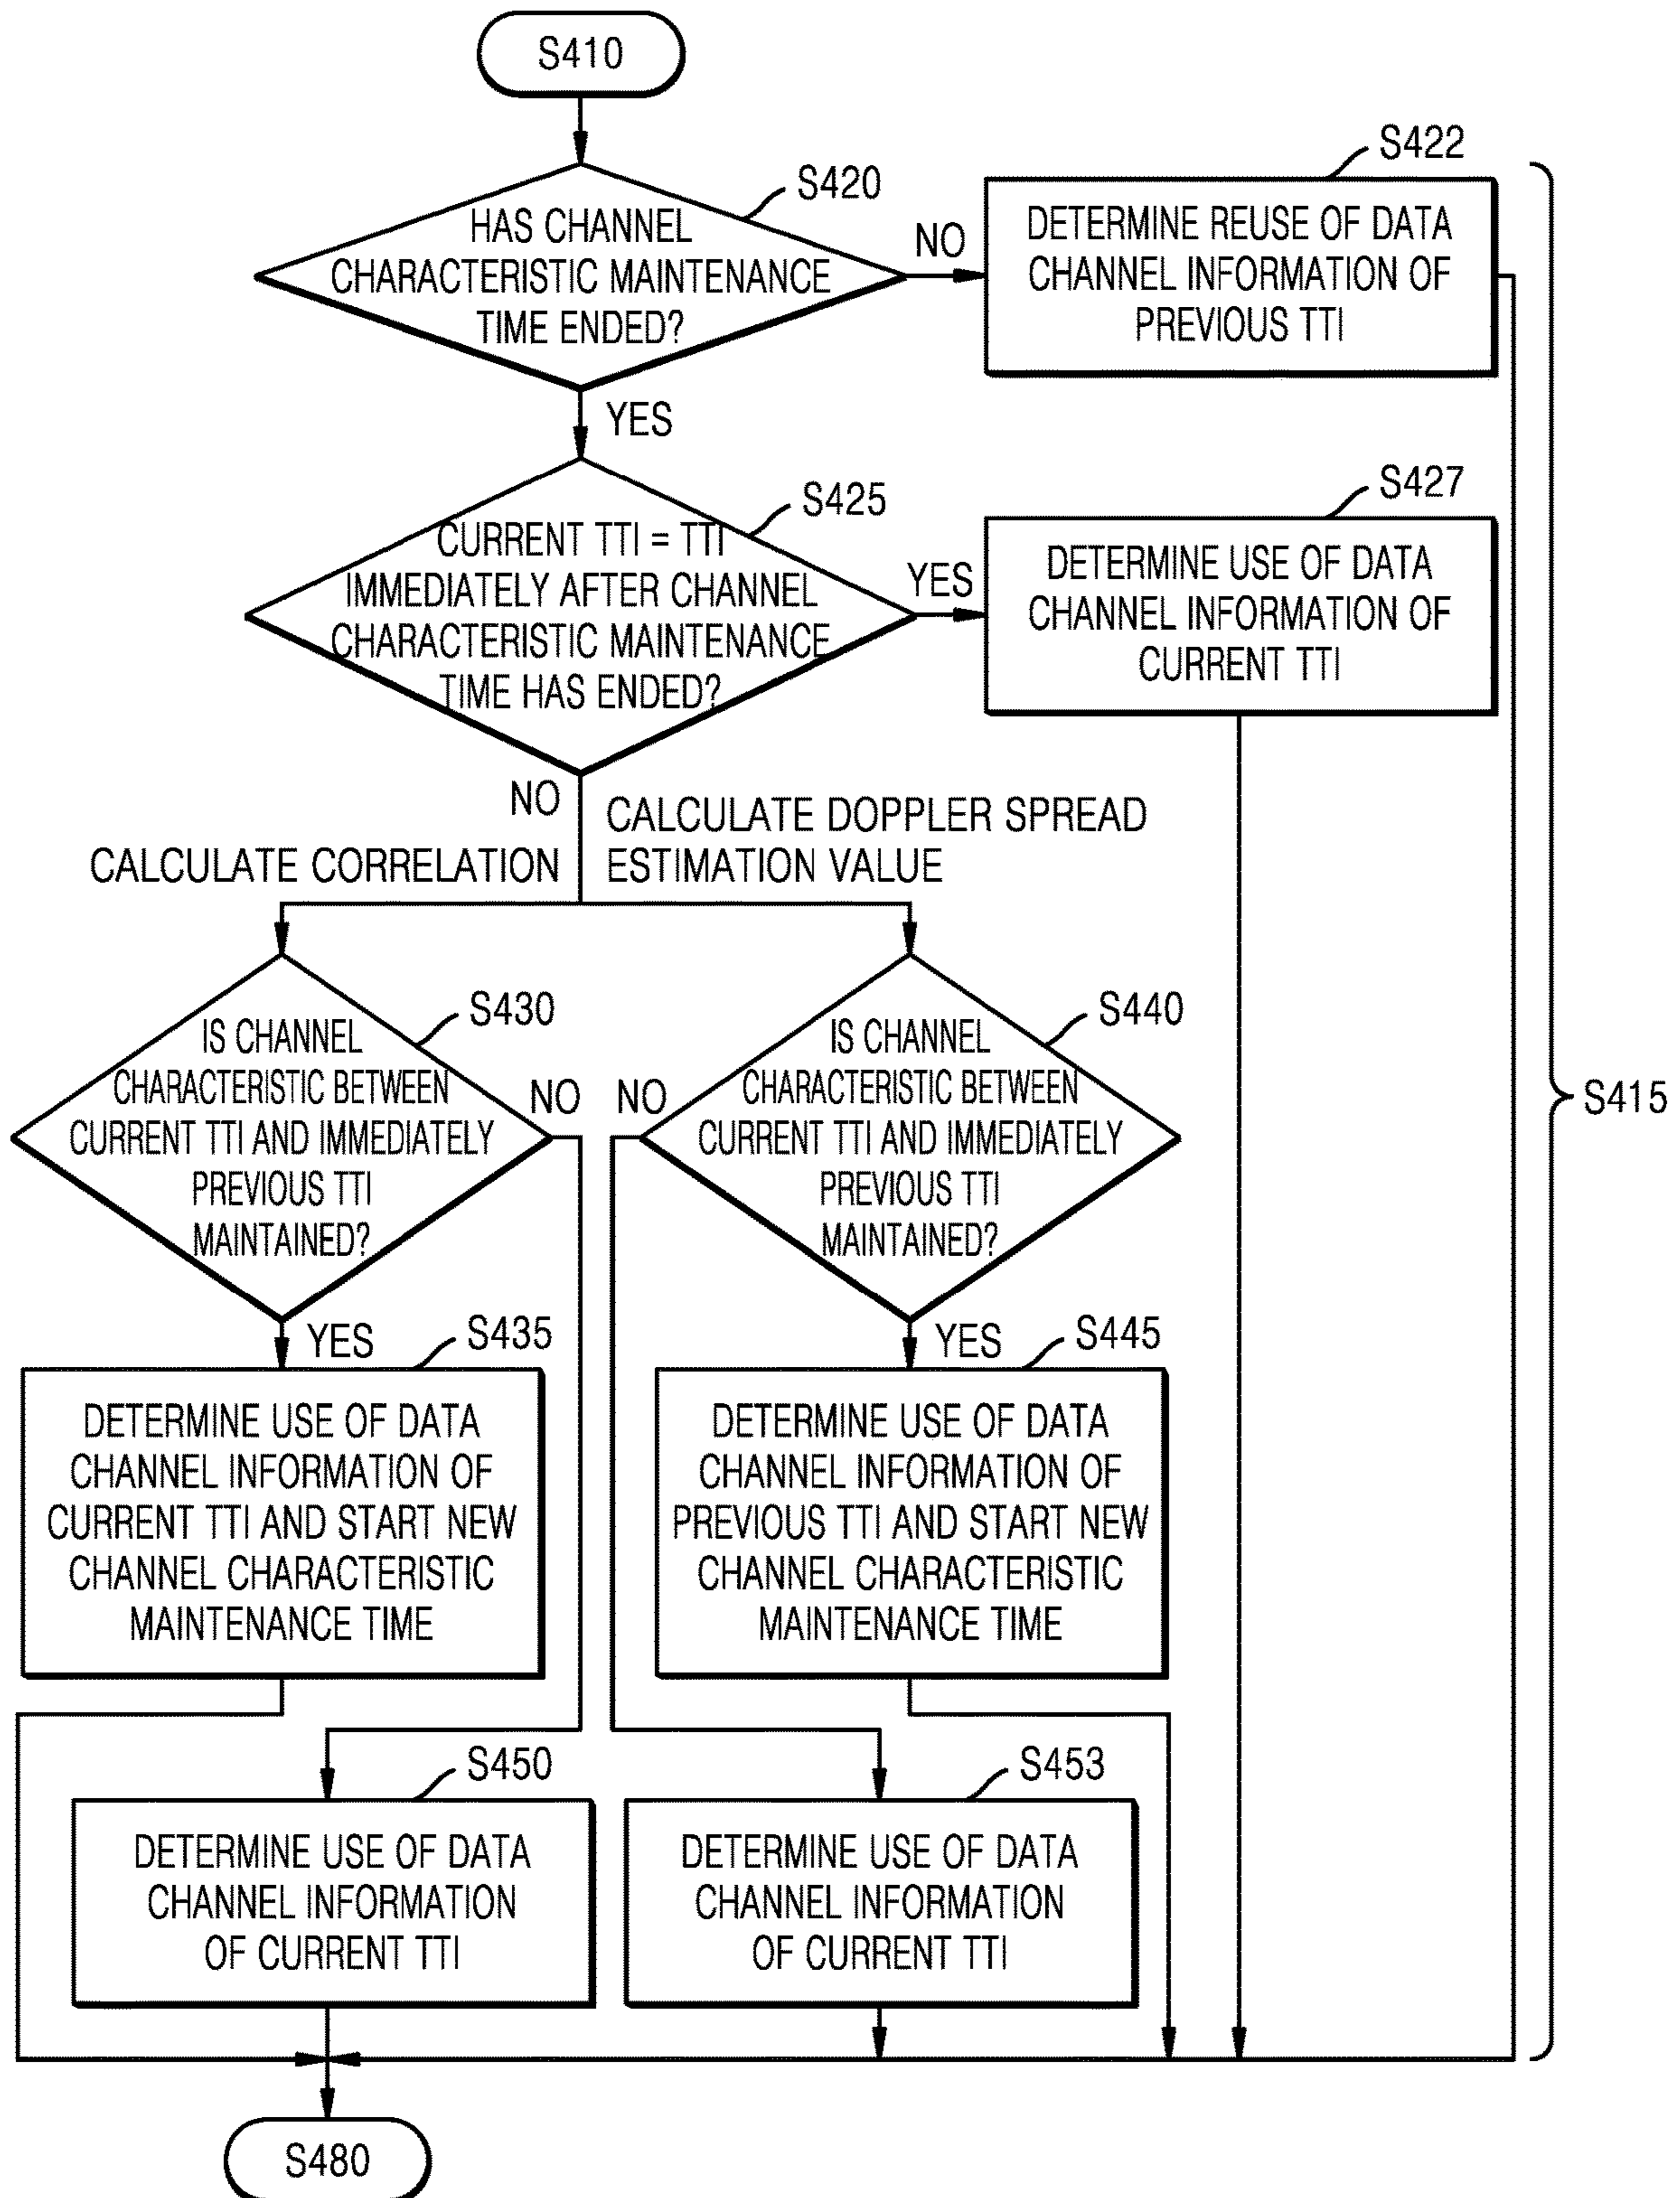 S410
S420
HAS CHANNEL
CHARACTERISTIC MAINTENANCE
TIME ENDED?
NO
S422
DETERMINE REUSE OF DATA
CHANNEL INFORMATION OF
PREVIOUS TTI
YES
S425
CURRENT TTI = TTI
IMMEDIATELY AFTER CHANNEL
CHARACTERISTIC MAINTENANCE
TIME HAS ENDED?
YES
S427
DETERMINE USE OF DATA
CHANNEL INFORMATION OF
CURRENT TTI
NO
CALCULATE CORRELATION
CALCULATE DOPPLER SPREAD
ESTIMATION VALUE
S430
IS CHANNEL
CHARACTERISTIC BETWEEN
CURRENT TTI AND IMMEDIATELY
PREVIOUS TTI
MAINTAINED?
NO
NO
S440
IS CHANNEL
CHARACTERISTIC BETWEEN
CURRENT TTI AND IMMEDIATELY
PREVIOUS TTI
MAINTAINED?
S415
YES
S435
DETERMINE USE OF DATA
CHANNEL INFORMATION OF
CURRENT TTI AND START NEW
CHANNEL CHARACTERISTIC
MAINTENANCE TIME
YES
S445
DETERMINE USE OF DATA
CHANNEL INFORMATION OF
PREVIOUS TTI AND START NEW
CHANNEL CHARACTERISTIC
MAINTENANCE TIME
S450
DETERMINE USE OF DATA
CHANNEL INFORMATION
OF CURRENT TTI
S453
DETERMINE USE OF DATA
CHANNEL INFORMATION
OF CURRENT TTI
S480